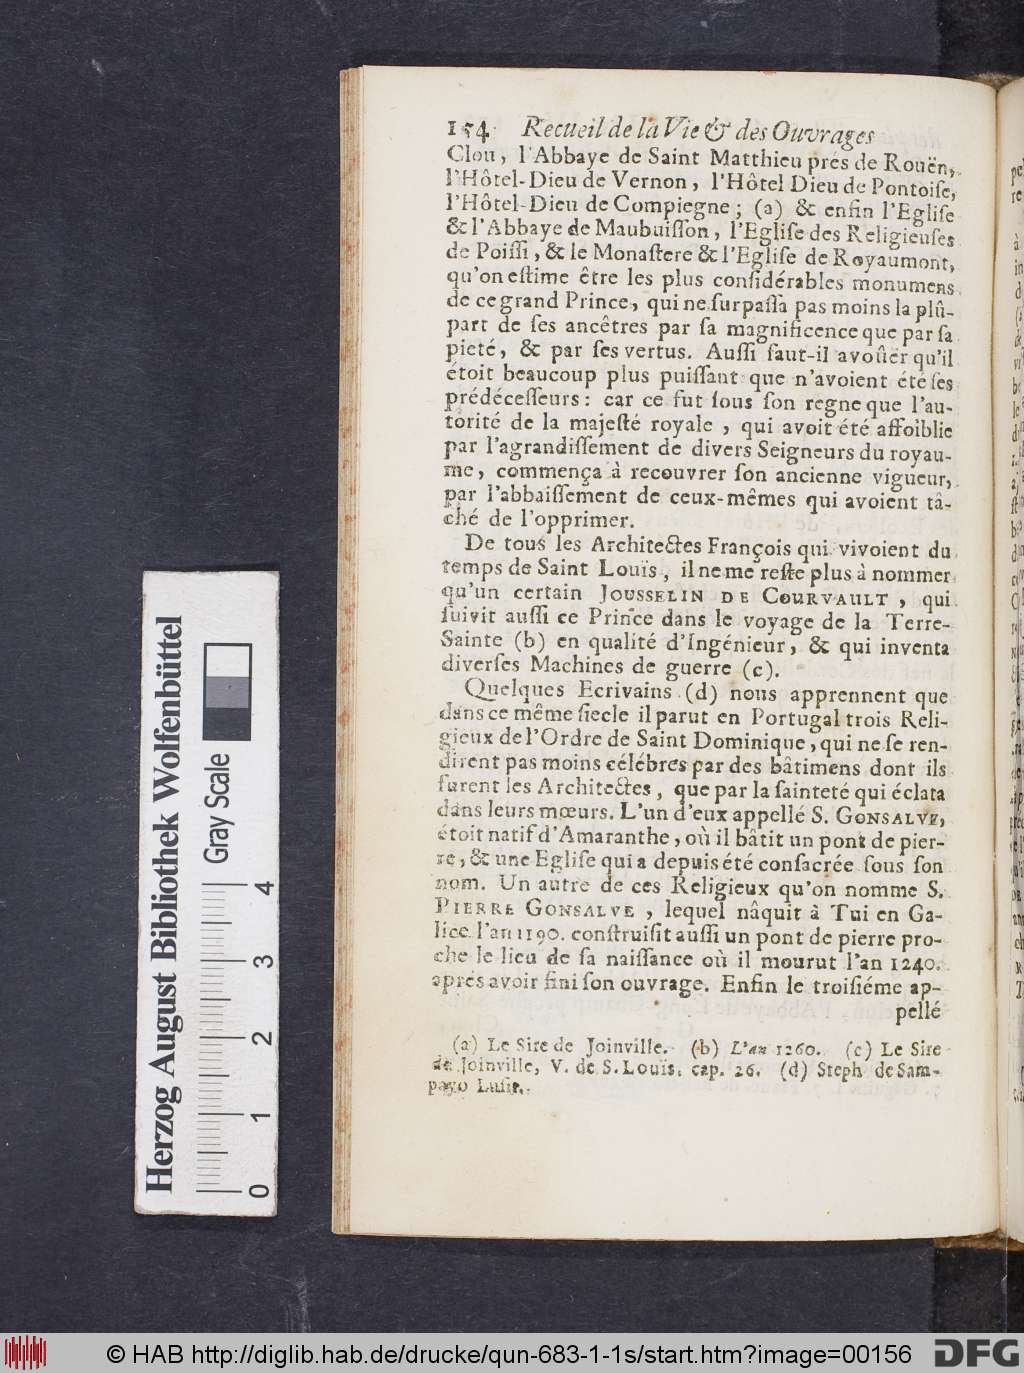 154 Recueil de la Vie & des Ouvrages
Clou, l'Abbaye de Saint Matthieu prés de Rouën,
l'Hôtel-Dieu de Vernon, l'Hôtel Dieu de Pontoiſe,
l'Hôtel-Dieu de Compiegne; (a) & enfin l'Egliſe
& l'Abbaye de Maubuiſſon, l'Egliſe des Religieuſes
de Poiſſi, & le Monaſtere & l'Egliſe de Royaumont,
qu'on eſtime être les plus conſidérables monumens
de ce grand Prince, qui ne ſurpaſſa pas moins la plû-
part de ſes ancêtres par ſa magnificence que par ſa
pieté, & par ſes vertus. Auſſi faut-il avoûër qu'il
étoit beaucoup plus puiſſant que n'avoient été ſes
prédéceſſeurs: car ce fut ſous ſon regne que l'au-
torité de la majeſté royale, qui avoit été affoiblie
par l'agrandiſſement de divers Seigneurs du royau-
me, commença à recouvrer ſon ancienne vigueur,
par l'abbaiſſement de ceux-mêmes qui avoient tâ-
ché de l'opprimer.
De tous les Architectes François qui vivoient du
temps de Saint Louïs, il ne me reſte plus à nommer
qu'un certain JOUSSELIN DE COURVAULT, qui
ſuivit auſſi ce Prince dans le voyage de la Terre-
Sainte (b) en qualité d'Ingénieur, & qui inventa
diverſes Machines de guerre (c).
Quelques Ecrivains (d) nous apprennent que
dans ce même ſiecle il parut en Portugal trois Reli-
gieux de l'Ordre de Saint Dominique, qui ne ſe ren-
dirent pas moins célébres par des bâtimens dont ils
furent les Architectes, que par la ſainteté qui éclata
dans leurs mœurs. L'un d'eux appellé S. GONSALVE,
étoit natif d'Amaranthe, où il bâtit un pont de pier-
re, & une Egliſe qui a depuis été conſacrée ſous ſon
nom. Un autre de ces Religieux qu'on nomme S.
PIERRE GONSALVE, lequel nâquit à Tui en Ga-
lice l'an 1190. conſtruiſit auſſi un pont de pierre pro-
che le lieu de ſa naiſſance où il mourut l'an 1240.
aprés avoir fini ſon ouvrage. Enfin le troiſiéme ap-
pellé
(a) Le Sire de Joinville. (b) L'an 1260. (c) Le Sire
de Joinville, V. de S. Louïs, cap. 26. (d) Steph de Sam-
payo Luſit.
Herzog August Bibliothek Wolfenbüttel
Gray Scale
0 1 2 3 4
© HAB http://diglib.hab.de/drucke/qun-683-1-1s/start.htm?image=00156
DFG